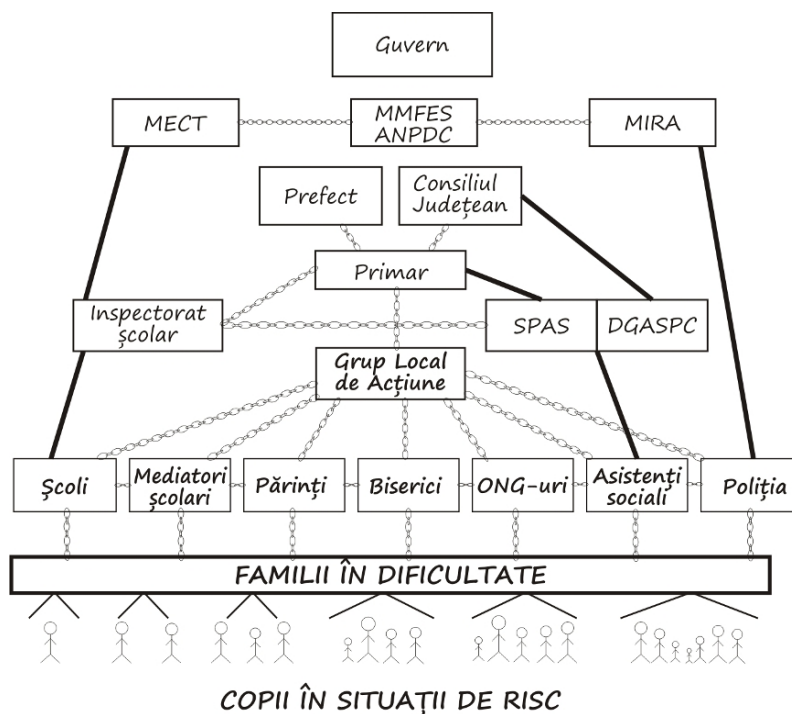 Guvern
MECT
MMFES
ANPDC
MIRA
Prefect
Consiliul
Județean
Primar
Inspectorat
școlar
SPAS
DGASPC
Grup Local
de Acțiune
Școli
Mediatori
școlari
Părinți
Biserici
ONG-uri
Asistenți
sociali
Poliția
FAMILII ÎN DIFICULTATE
COPII ÎN SITUAȚII DE RISC